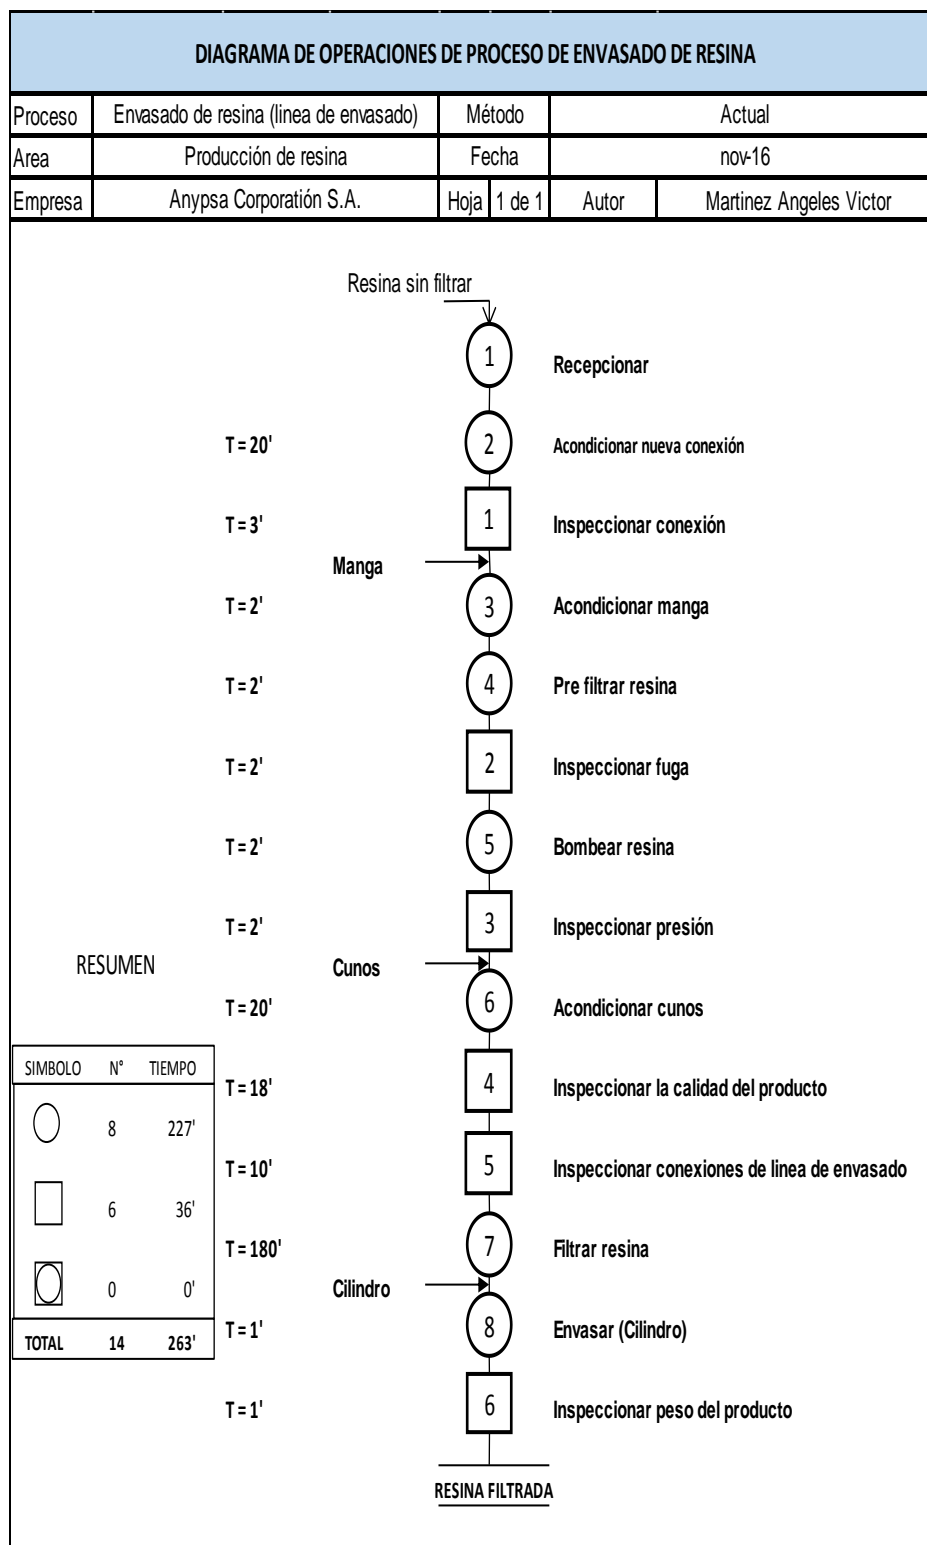 DIAGRAMA DE OPERACIONES DE PROCESO DE ENVASADO DE RESINA
Proceso Envasado de resina (linea de envasado) Método Actual
Area Producción de resina Fecha nov-16
Empresa Anypsa Corporatión S.A. Hoja 1 de 1 Autor Martinez Angeles Victor
Resina sin filtrar
1 Recepcionar
T = 20' 2 Acondicionar nueva conexión
T = 3' 1 Inspeccionar conexión
Manga
T = 2' 3 Acondicionar manga
T = 2' 4 Pre filtrar resina
T = 2' 2 Inspeccionar fuga
T = 2' 5 Bombear resina
T = 2' 3 Inspeccionar presión
Cunos
T = 20' 6 Acondicionar cunos
T = 18' 4 Inspeccionar la calidad del producto
T = 10' 5 Inspeccionar conexiones de linea de envasado
T = 180' 7 Filtrar resina
Cilindro
T = 1' 8 Envasar (Cilindro)
T = 1' 6 Inspeccionar peso del producto
RESINA FILTRADA
RESUMEN
SIMBOLO N° TIEMPO
8 227'
6 36'
0 0'
TOTAL 14 263'